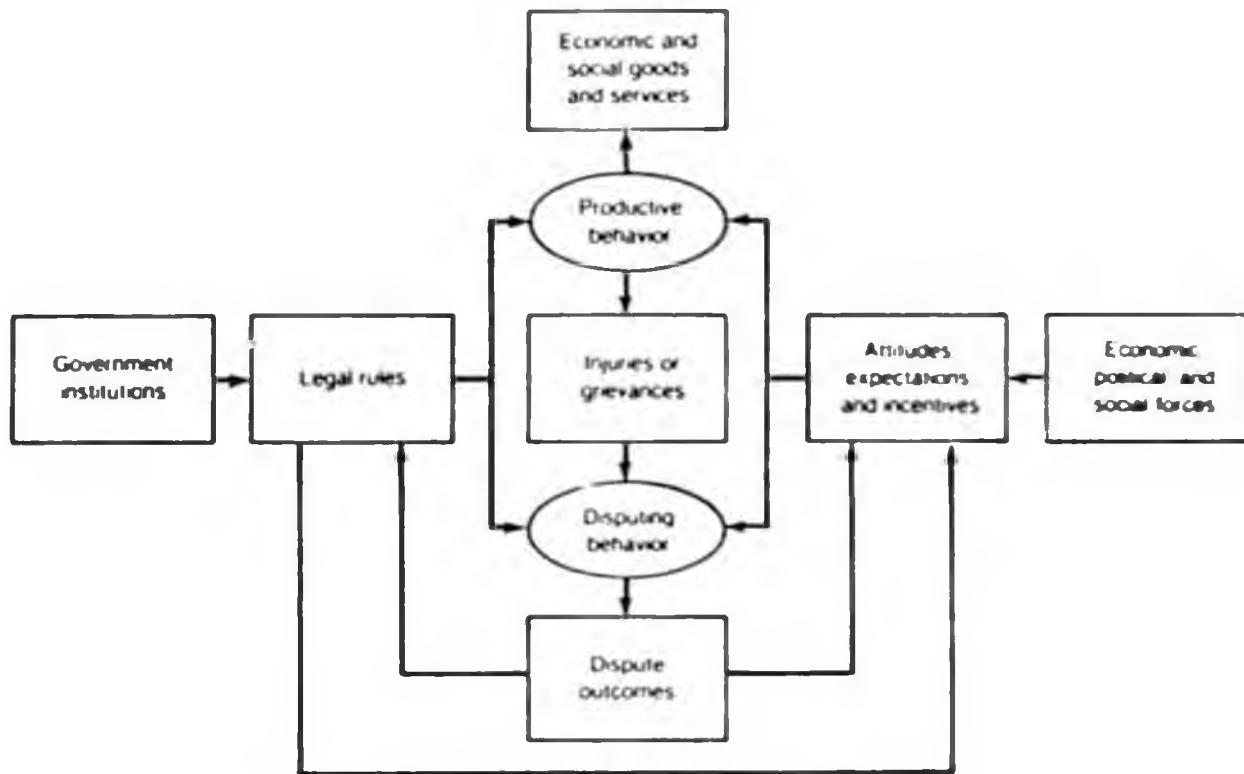 Economic and
social goods
and services
Productive
behavior
Government
institutions
Legal rules
Injuries or
grievances
Attitudes
expectations
and incentives
Economic
political and
social forces
Disputing
behavior
Dispute
outcomes